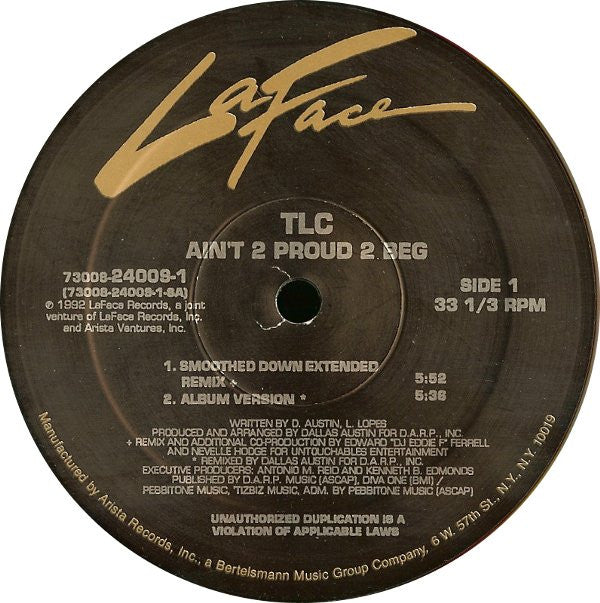 LaFace
TLC
AIN'T 2 PROUD 2 BEG
73008-24009-1
(73008-24009-1-SA)
℗ 1992 LaFace Records, a joint
venture of LaFace Records, Inc.
and Arista Ventures, Inc.
SIDE 1
33 1/3 RPM
1. SMOOTHED DOWN EXTENDED
REMIX + 5:52
2. ALBUM VERSION * 5:36
WRITTEN BY D. AUSTIN, L. LOPES
PRODUCED AND ARRANGED BY DALLAS AUSTIN FOR D.A.R.P., INC.
+ REMIX AND ADDITIONAL CO-PRODUCTION BY EDWARD "DJ EDDIE F" FERRELL
AND NEVELLE HODGE FOR UNTOUCHABLES ENTERTAINMENT
* REMIXED BY DALLAS AUSTIN FOR D.A.R.P., INC.
EXECUTIVE PRODUCERS: ANTONIO M. REID AND KENNETH B. EDMONDS
PUBLISHED BY D.A.R.P. MUSIC (ASCAP), DIVA ONE (BMI) /
PEBBITONE MUSIC, 'TIZBIZ MUSIC, ADM. BY PEBBITONE MUSIC (ASCAP)
UNAUTHORIZED DUPLICATION IS A
VIOLATION OF APPLICABLE LAWS
Manufactured by Arista Records, Inc., a Bertelsmann Music Group Company, 6 W. 57th St., N.Y., N.Y. 10019